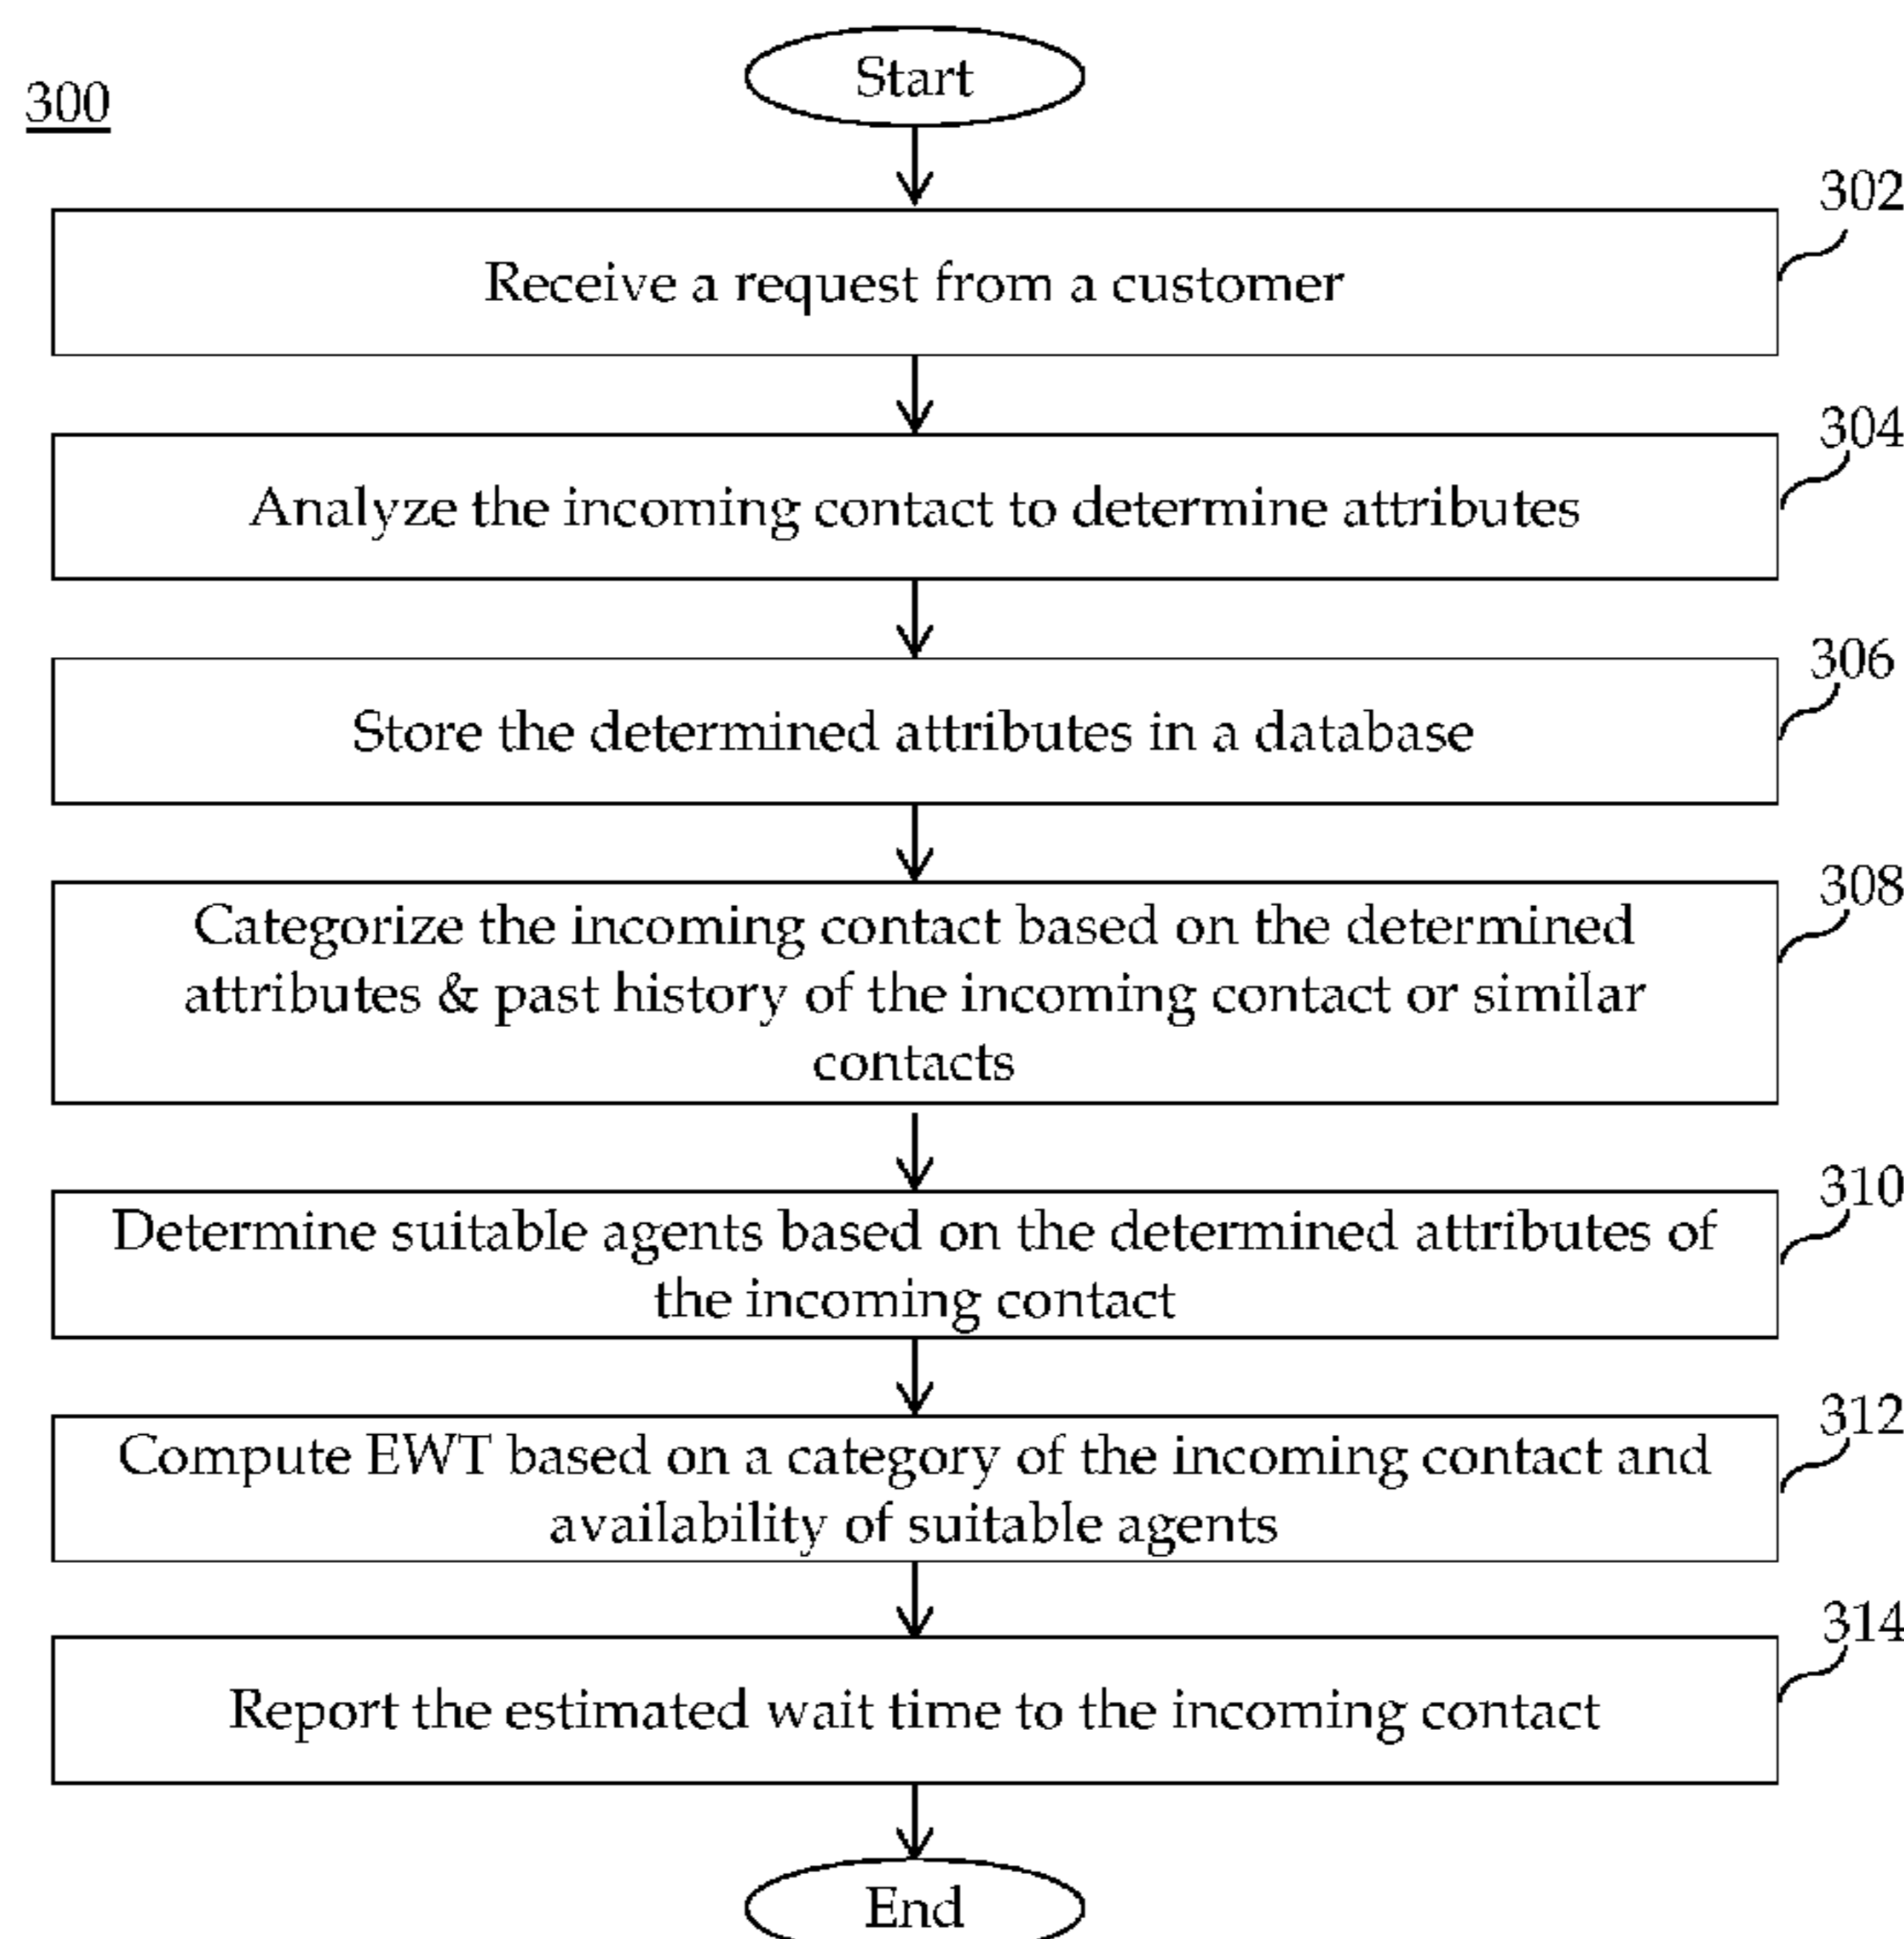 300
Start
302
Receive a request from a customer
304
Analyze the incoming contact to determine attributes
306
Store the determined attributes in a database
308
Categorize the incoming contact based on the determined
attributes & past history of the incoming contact or similar
contacts
310
Determine suitable agents based on the determined attributes of
the incoming contact
312
Compute EWT based on a category of the incoming contact and
availability of suitable agents
314
Report the estimated wait time to the incoming contact
End